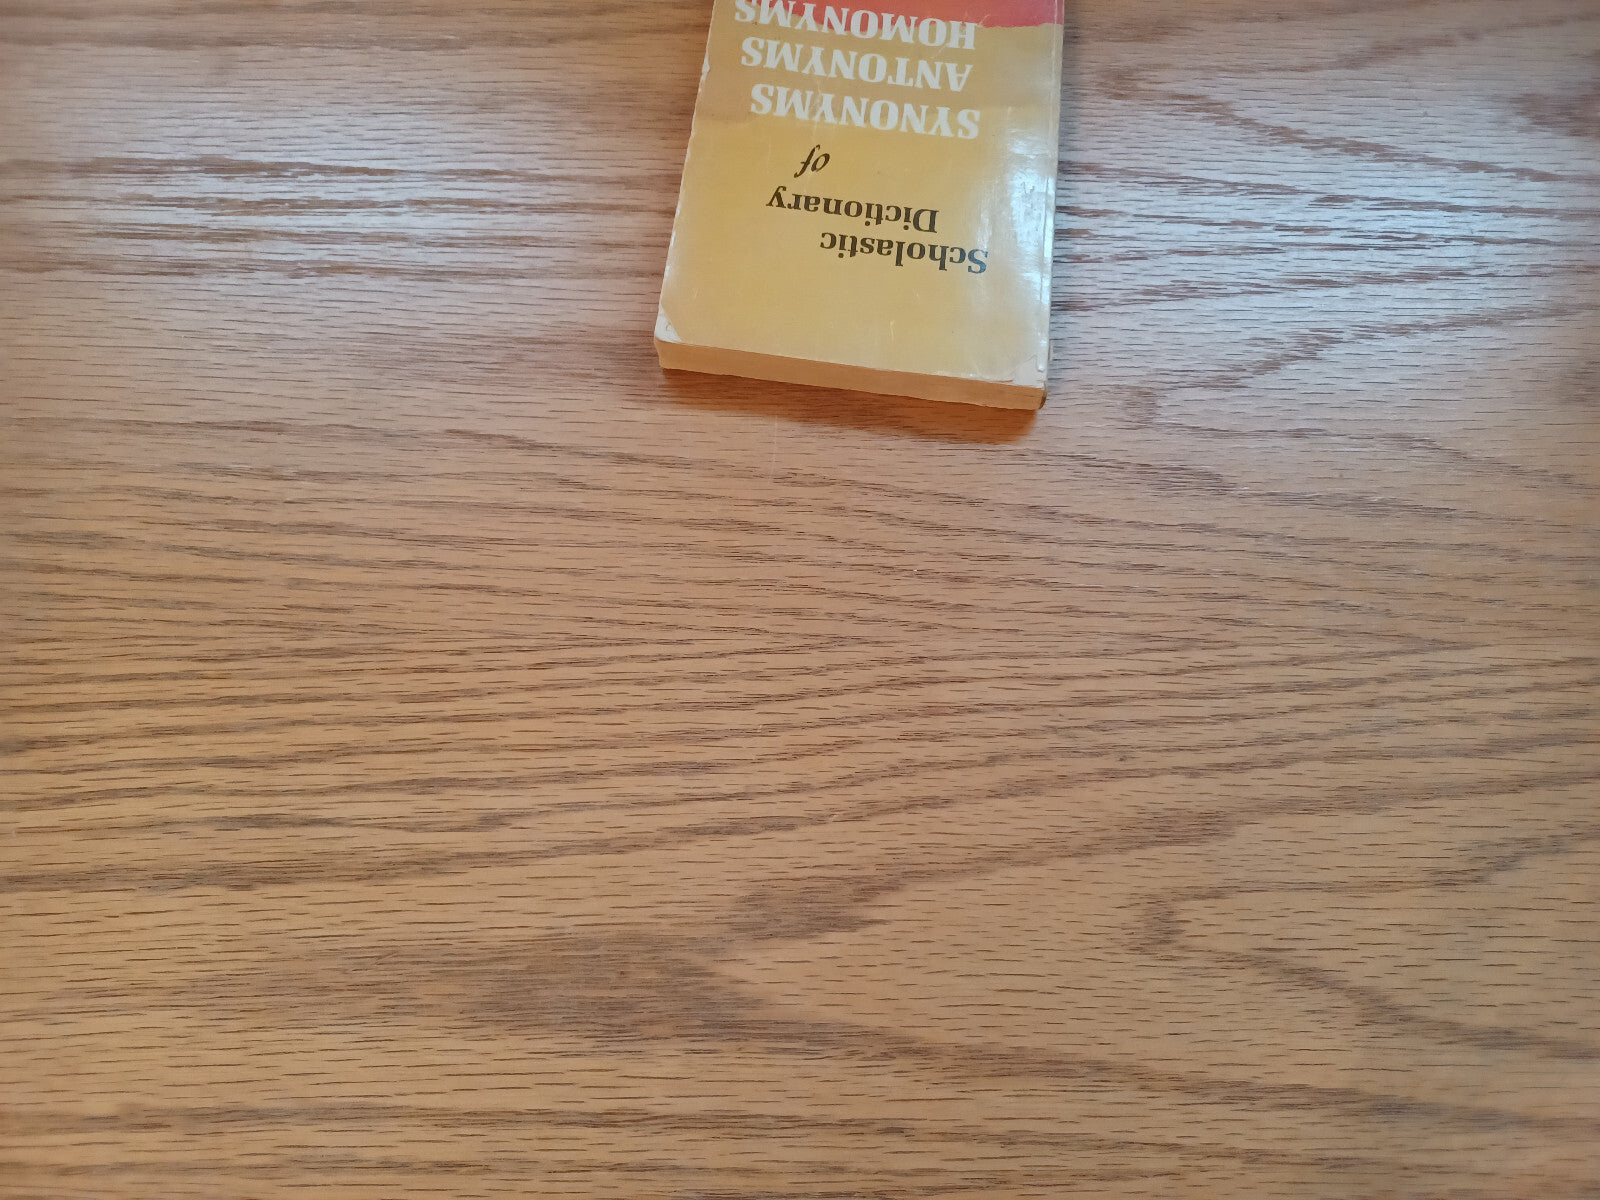 Scholastic
Dictionary
of
SYNONYMS
ANTONYMS
HOMONYMS